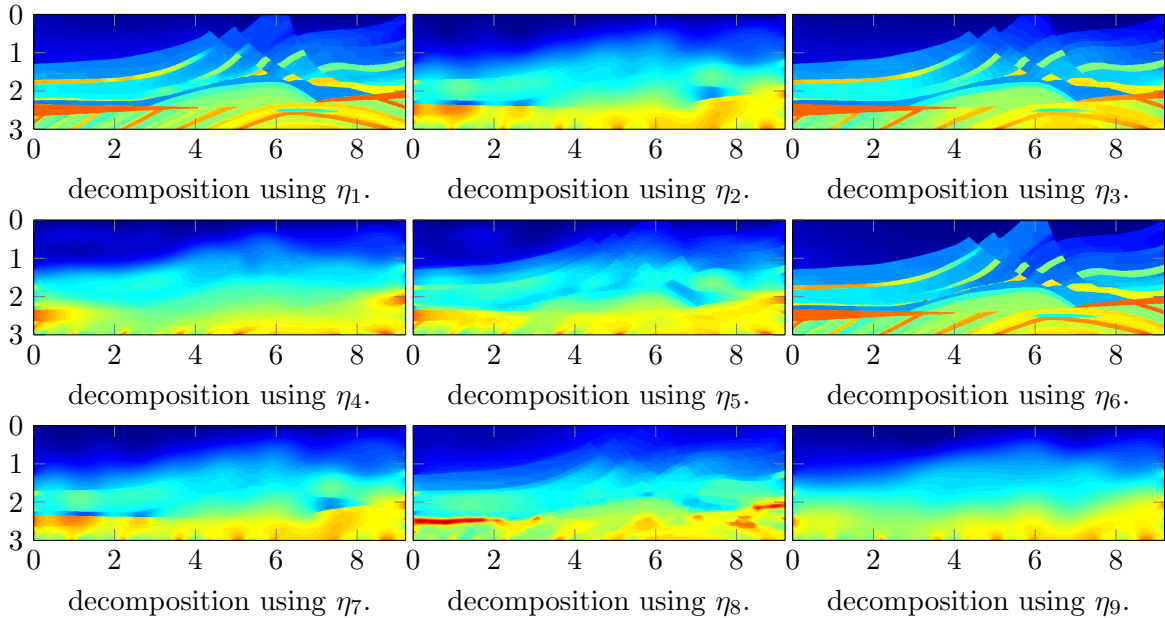 0
1
2
3
0 2 4 6 8 0 2 4 6 8 0 2 4 6 8
decomposition using η₁. decomposition using η₂. decomposition using η₃.
0
1
2
3
0 2 4 6 8 0 2 4 6 8 0 2 4 6 8
decomposition using η₄. decomposition using η₅. decomposition using η₆.
0
1
2
3
0 2 4 6 8 0 2 4 6 8 0 2 4 6 8
decomposition using η₇. decomposition using η₈. decomposition using η₉.